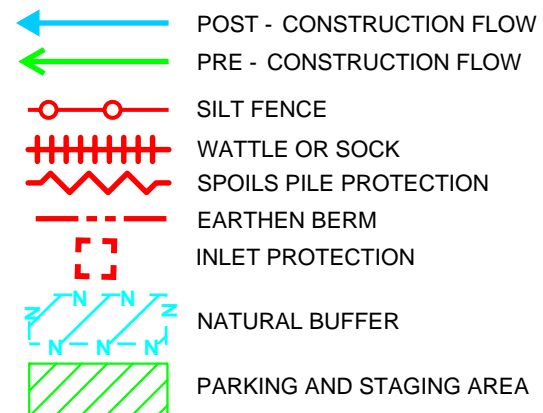 POST - CONSTRUCTION FLOW
PRE - CONSTRUCTION FLOW
SILT FENCE
WATTLE OR SOCK
SPOILS PILE PROTECTION
EARTHEN BERM
INLET PROTECTION
N N
N N
NATURAL BUFFER
N N N
PARKING AND STAGING AREA